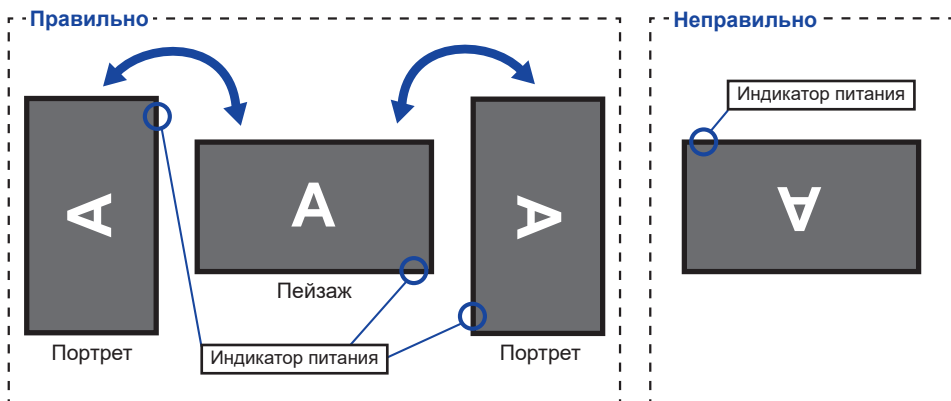 Правильно
Неправильно
Индикатор питания
A
A
A
A
Пейзаж
Портрет
Индикатор питания
Портрет